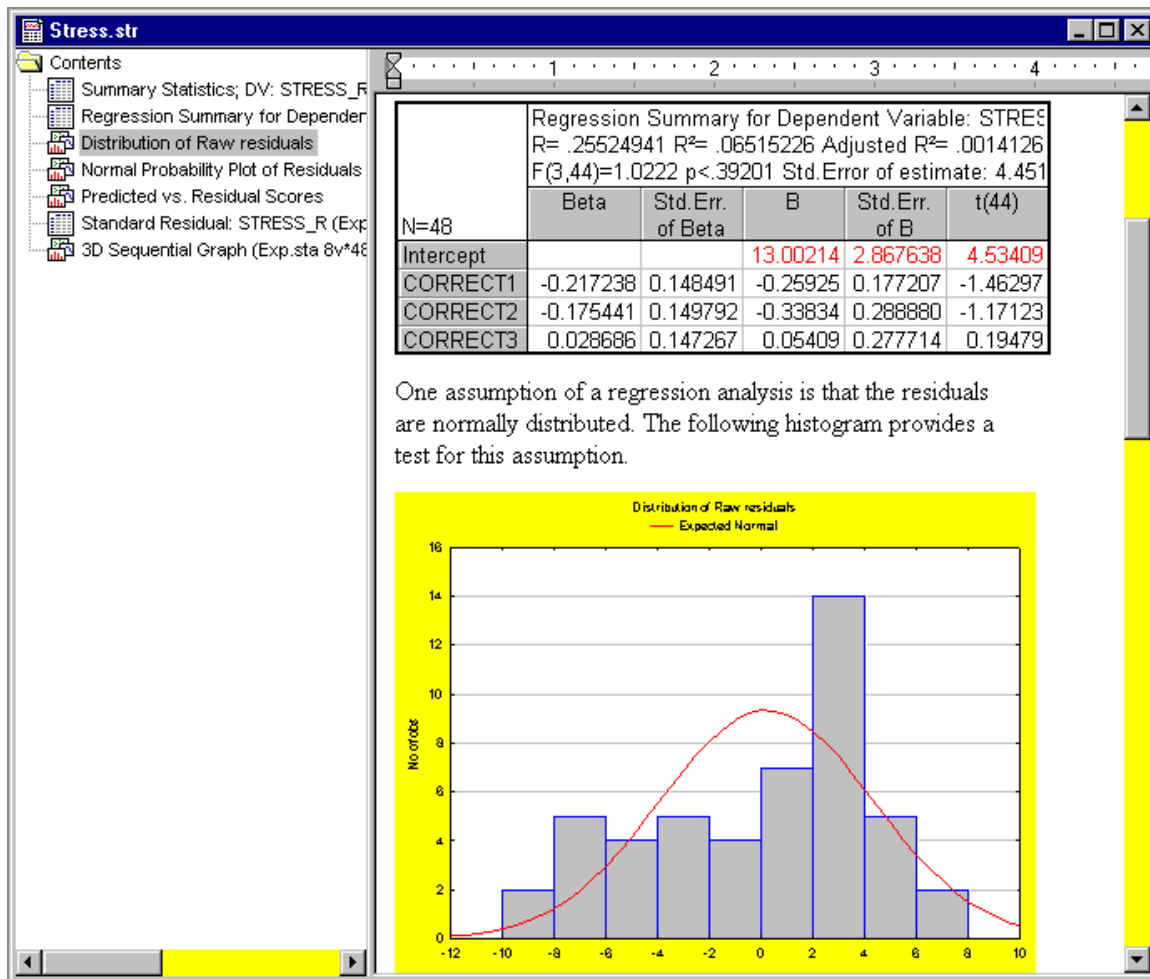 Stress.str
Contents
Summary Statistics; DV: STRESS_R
Regression Summary for Dependen
Distribution of Raw residuals
Normal Probability Plot of Residuals
Predicted vs. Residual Scores
Standard Residual: STRESS_R (Exp
3D Sequential Graph (Exp.sta 8v*48
1 2 3 4
Regression Summary for Dependent Variable: STRES
R= .25524941 R²= .06515226 Adjusted R²= .0014126
F(3,44)=1.0222 p<.39201 Std.Error of estimate: 4.451
N=48 Beta Std.Err. of Beta B Std.Err. of B t(44)
Intercept 13.00214 2.867638 4.53409
CORRECT1 -0.217238 0.148491 -0.25925 0.177207 -1.46297
CORRECT2 -0.175441 0.149792 -0.33834 0.288880 -1.17123
CORRECT3 0.028686 0.147267 0.05409 0.277714 0.19479
One assumption of a regression analysis is that the residuals
are normally distributed. The following histogram provides a
test for this assumption.
Distribution of Raw residuals
Expected Normal
No of obs
16
14
12
10
8
6
4
2
0
-12 -10 -8 -6 -4 -2 0 2 4 6 8 10